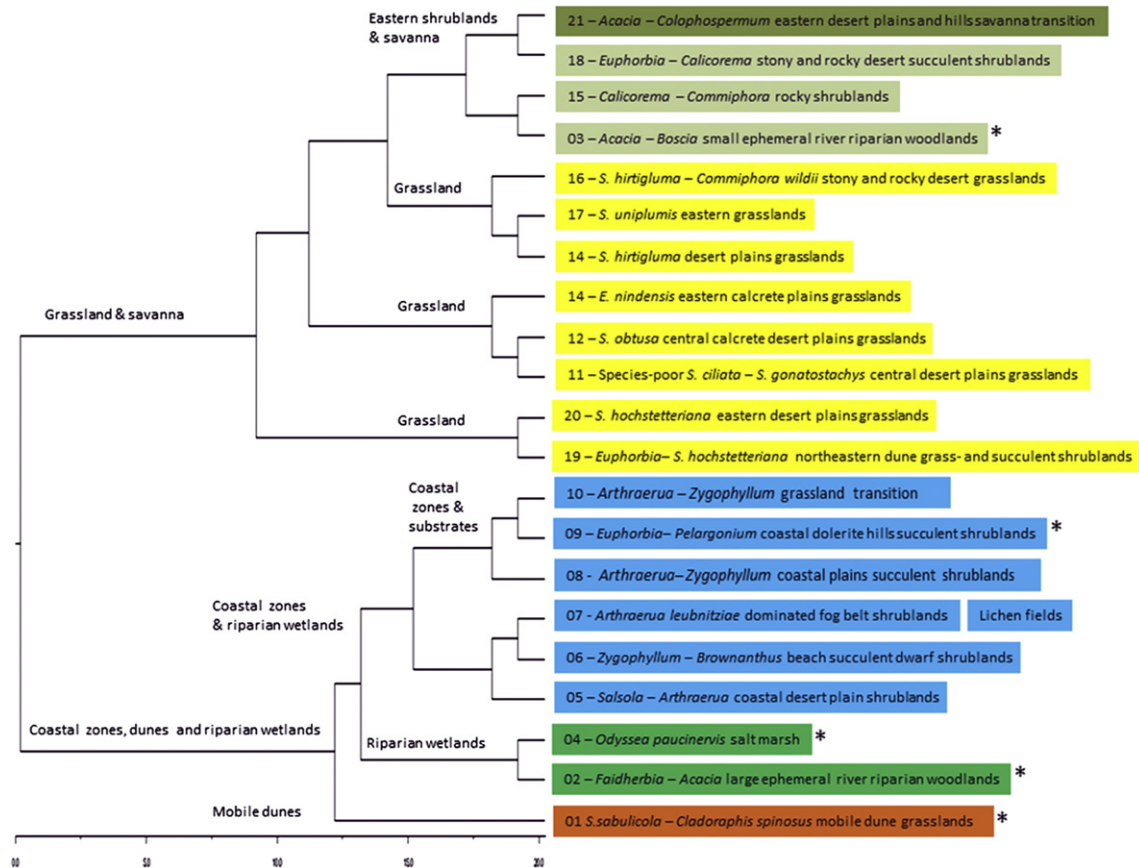 Eastern shrublands
& savanna
21 – Acacia – Colophospermum eastern desert plains and hills savanna transition
18 – Euphorbia – Calicorema stony and rocky desert succulent shrublands
15 – Calicorema – Commiphora rocky shrublands
03 – Acacia – Boscia small ephemeral river riparian woodlands *
Grassland
16 – S. hirtigluma – Commiphora wildii stony and rocky desert grasslands
17 – S. uniplumis eastern grasslands
14 – S. hirtigluma desert plains grasslands
Grassland
14 – E. nindensis eastern calcrete plains grasslands
12 – S. obtusa central calcrete desert plains grasslands
11 – Species-poor S. ciliata – S. gonatostachys central desert plains grasslands
Grassland & savanna
Grassland
20 – S. hochstetteriana eastern desert plains grasslands
19 – Euphorbia – S. hochstetteriana northeastern dune grass- and succulent shrublands
Coastal
zones &
substrates
10 – Arthraerua – Zygophyllum grassland transition
09 – Euphorbia – Pelargonium coastal dolerite hills succulent shrublands *
08 - Arthraerua – Zygophyllum coastal plains succulent shrublands
Coastal zones
& riparian wetlands
07 - Arthraerua leubnitziae dominated fog belt shrublands Lichen fields
06 – Zygophyllum – Brownanthus beach succulent dwarf shrublands
05 – Salsola – Arthraerua coastal desert plain shrublands
Coastal zones, dunes and riparian wetlands
Riparian wetlands
04 – Odyssea paucinervis salt marsh *
02 – Faidherbia – Acacia large ephemeral river riparian woodlands *
Mobile dunes
01 S.sabulicola – Cladoraphis spinosus mobile dune grasslands *
0.0 5.0 10.0 15.0 20.0